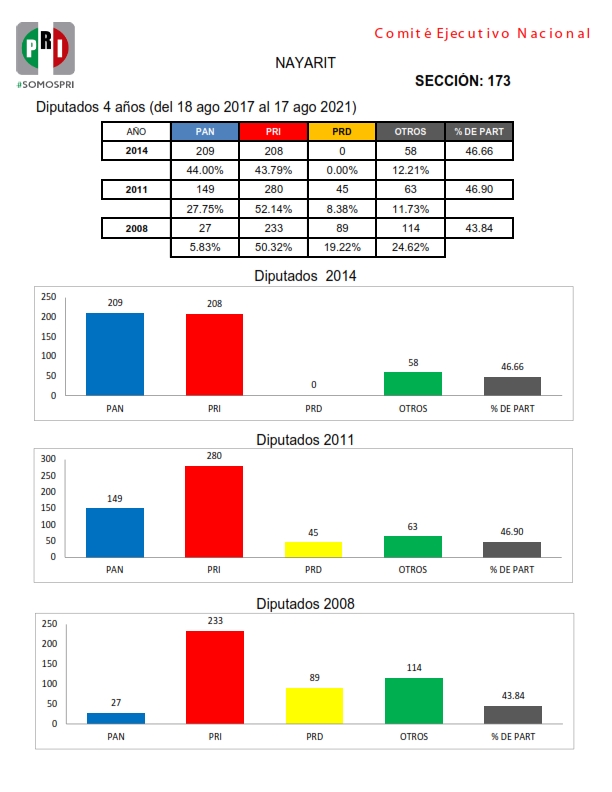 Comité Ejecutivo Nacional
PRI
#SOMOSPRI
NAYARIT
SECCIÓN: 173
Diputados 4 años (del 18 ago 2017 al 17 ago 2021)
AÑO PAN PRI PRD OTROS % DE PART
2014 209 208 0 58 46.66
44.00% 43.79% 0.00% 12.21%
2011 149 280 45 63 46.90
27.75% 52.14% 8.38% 11.73%
2008 27 233 89 114 43.84
5.83% 50.32% 19.22% 24.62%
Diputados 2014
250
200
150
100
50
0
209 208 0 58 46.66
PAN PRI PRD OTROS % DE PART
Diputados 2011
300
250
200
150
100
50
0
149 280 45 63 46.90
PAN PRI PRD OTROS % DE PART
Diputados 2008
250
200
150
100
50
0
27 233 89 114 43.84
PAN PRI PRD OTROS % DE PART